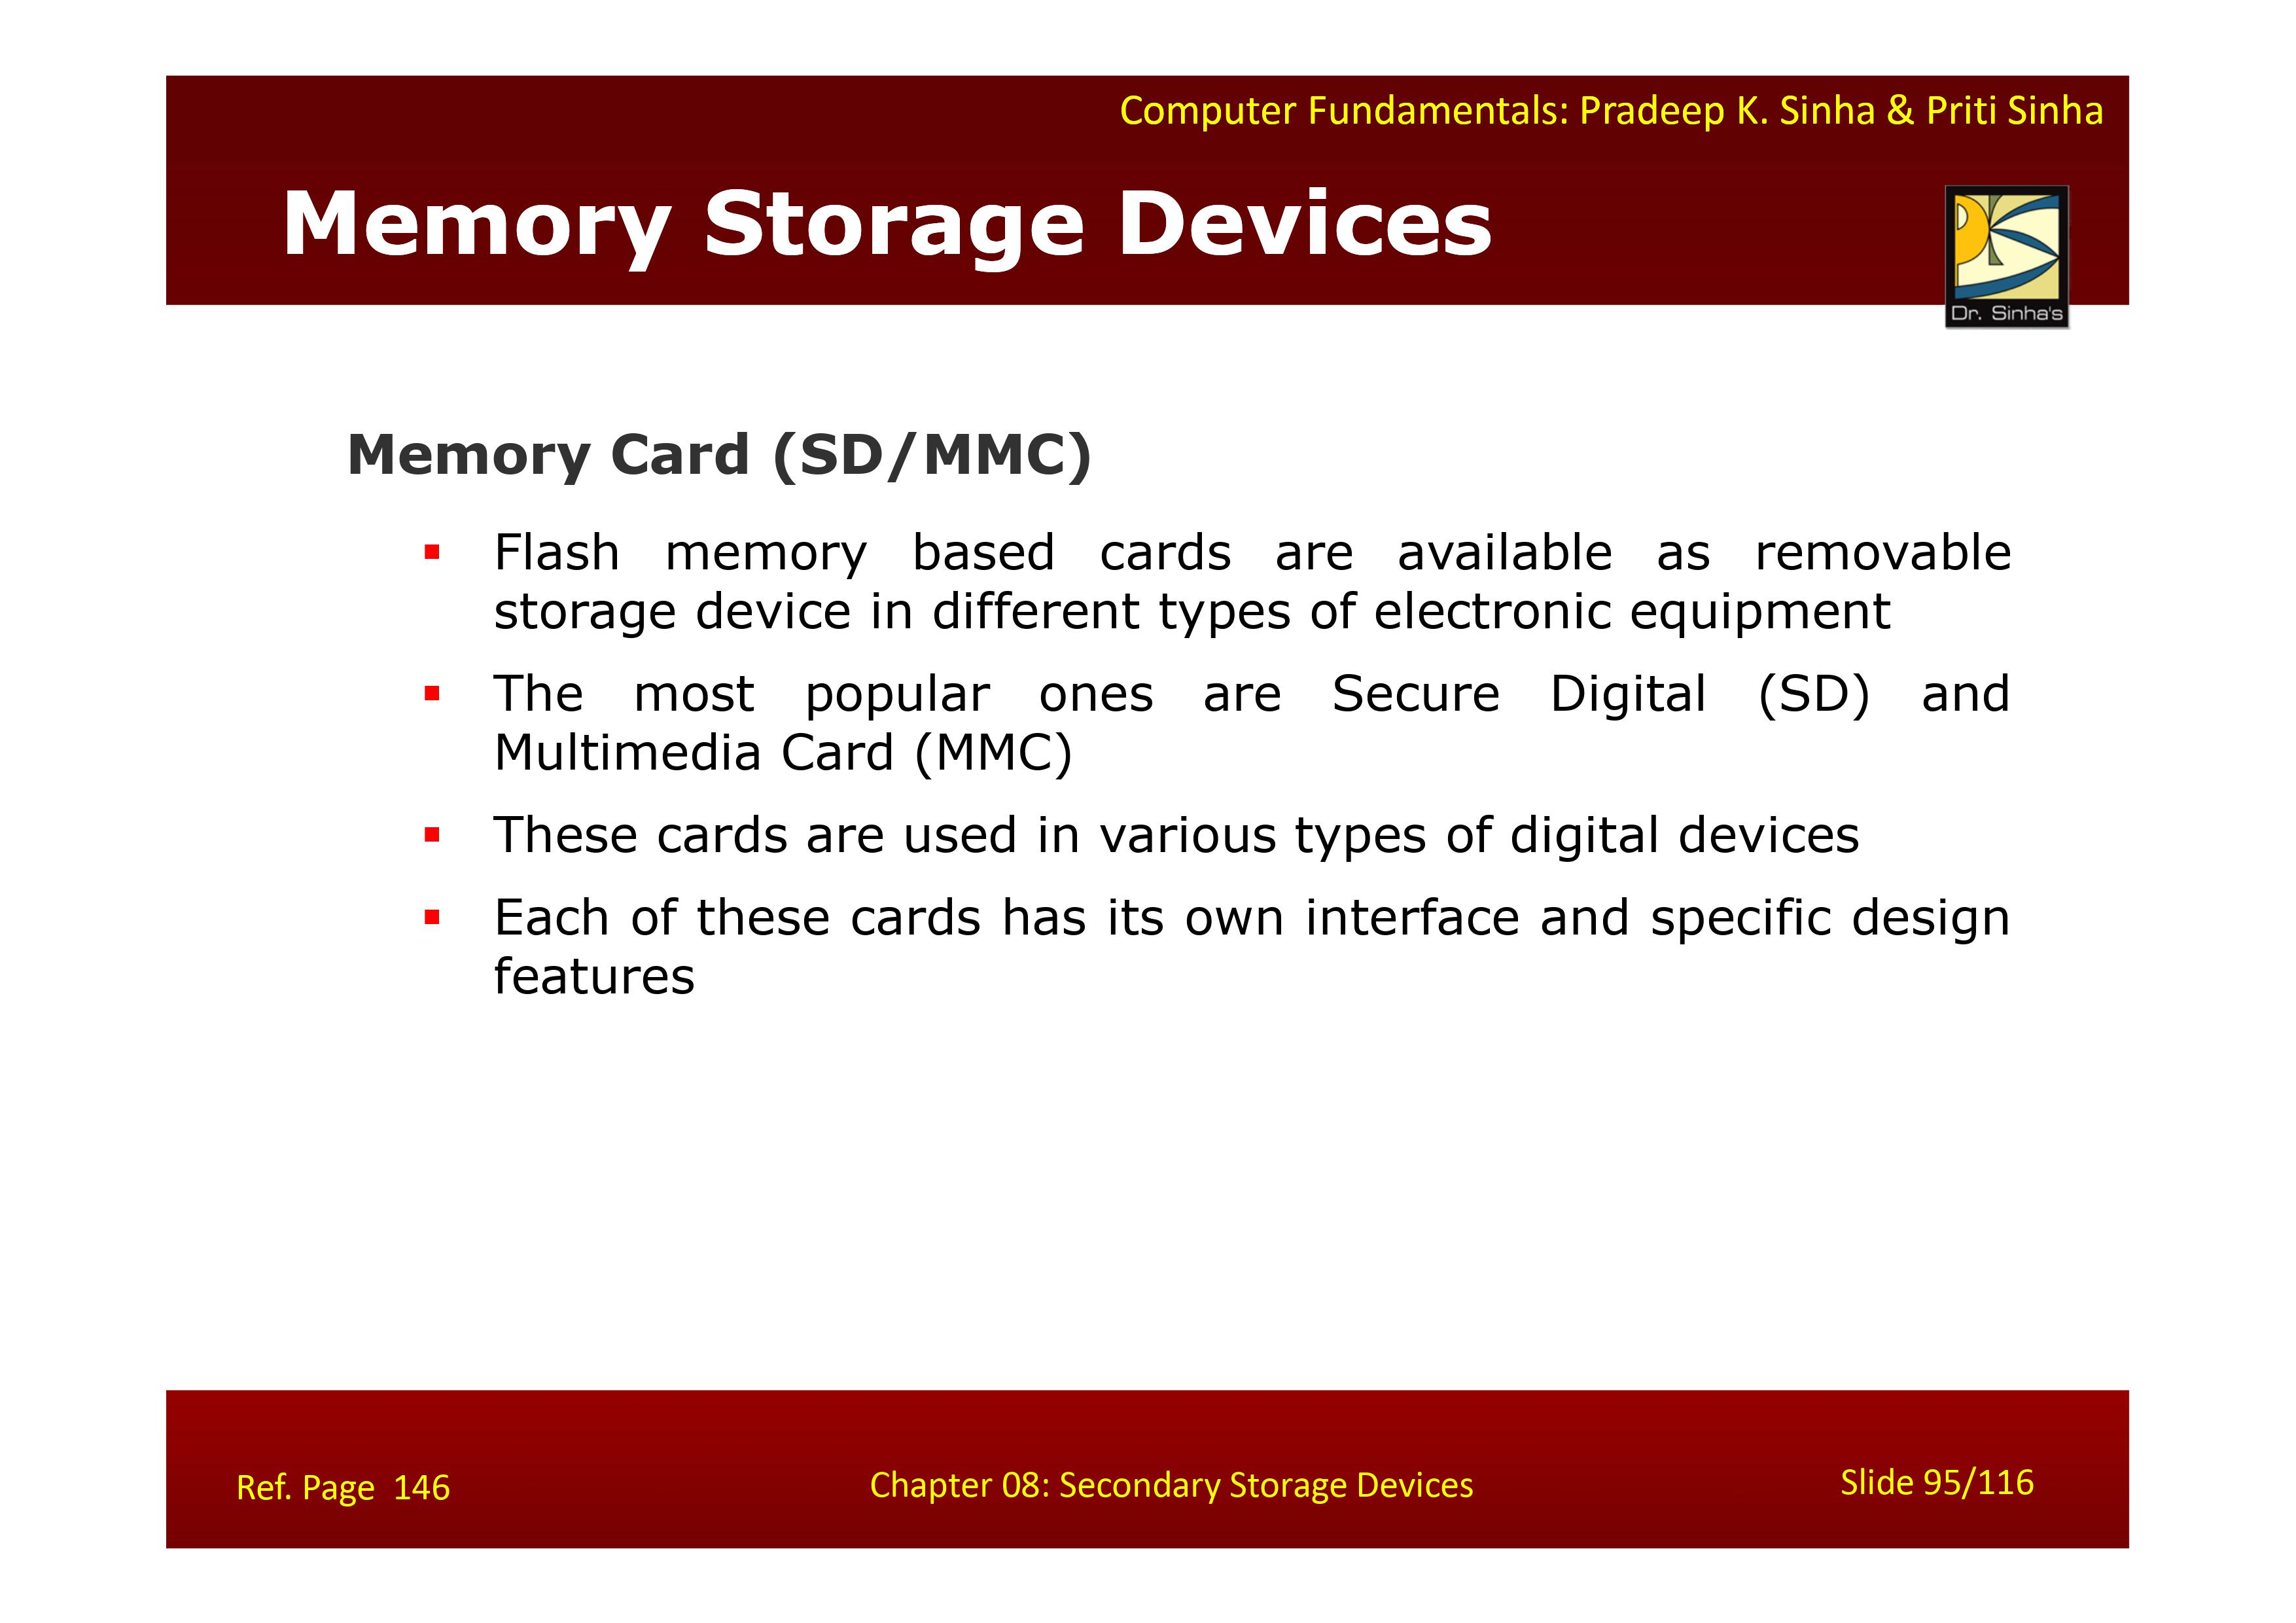 Computer Fundamentals: Pradeep K. Sinha & Priti Sinha
Memory Storage Devices
Dr. Sinha's
Memory Card (SD/MMC)
▪ Flash memory based cards are available as removable
storage device in different types of electronic equipment
▪ The most popular ones are Secure Digital (SD) and
Multimedia Card (MMC)
▪ These cards are used in various types of digital devices
▪ Each of these cards has its own interface and specific design
features
Ref. Page 146
Chapter 08: Secondary Storage Devices
Slide 95/116